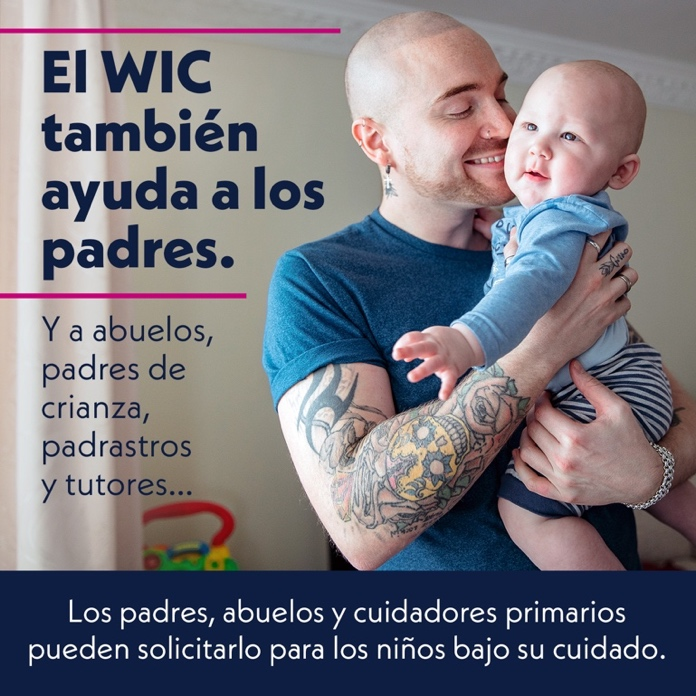 El WIC
también
ayuda a los
padres.
Y a abuelos,
padres de
crianza,
padrastros
y tutores...
Los padres, abuelos y cuidadores primarios
pueden solicitarlo para los niños bajo su cuidado.